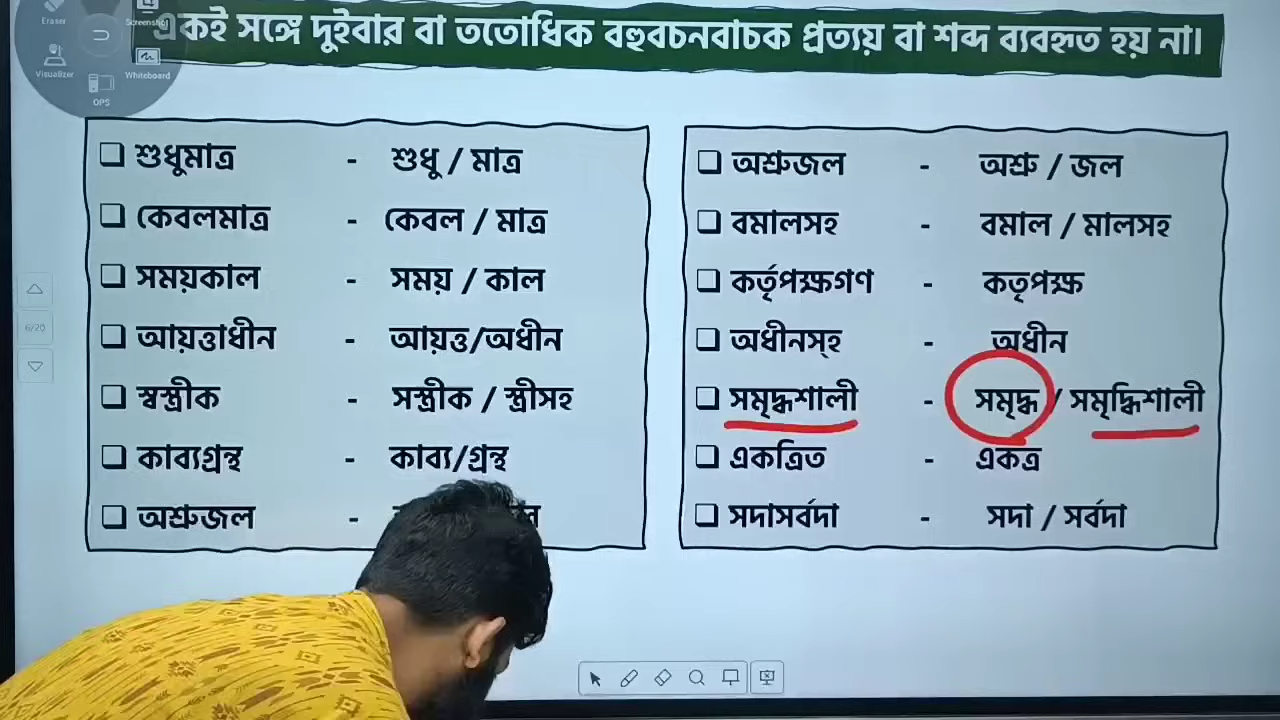 Eraser
Screenshot
Visualizer
Whiteboard
OPS
একই সঙ্গে দুইবার বা ততোধিক বহুবচনবাচক প্রত্যয় বা শব্দ ব্যবহৃত হয় না।
শুধুমাত্র - শুধু / মাত্র
কেবলমাত্র - কেবল / মাত্র
সময়কাল - সময় / কাল
আয়ত্তাধীন - আয়ত্ত/অধীন
স্বস্ত্রীক - সস্ত্রীক / স্ত্রীসহ
কাব্যগ্রন্থ - কাব্য/গ্রন্থ
অশ্রুজল -
অশ্রুজল - অশ্রু / জল
বমালসহ - বমাল / মালসহ
কর্তৃপক্ষগণ - কতৃপক্ষ
অধীনস্হ - অধীন
সমৃদ্ধশালী - সমৃদ্ধ / সমৃদ্ধিশালী
একত্রিত - একত্র
সদাসর্বদা - সদা / সর্বদা
6/20